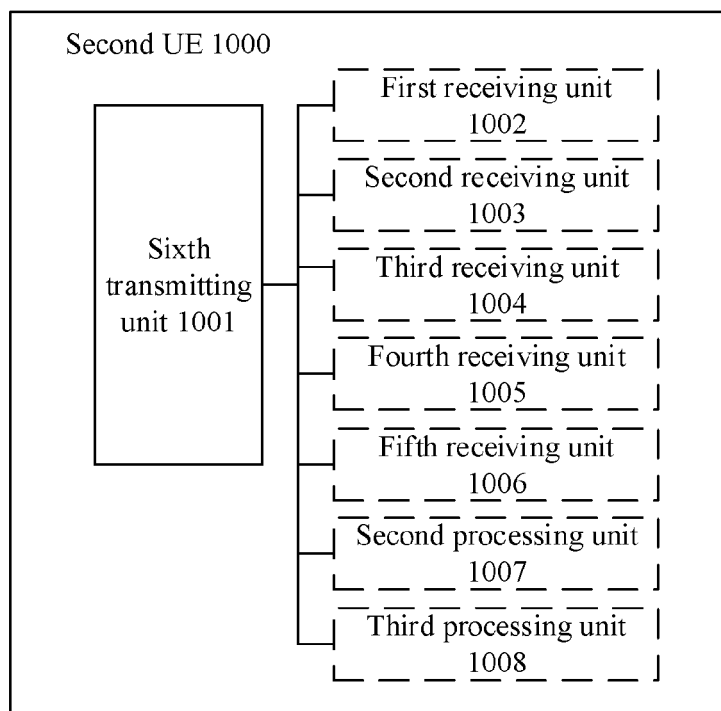 Second UE 1000
Sixth
transmitting
unit 1001
First receiving unit
1002
Second receiving unit
1003
Third receiving unit
1004
Fourth receiving unit
1005
Fifth receiving unit
1006
Second processing unit
1007
Third processing unit
1008